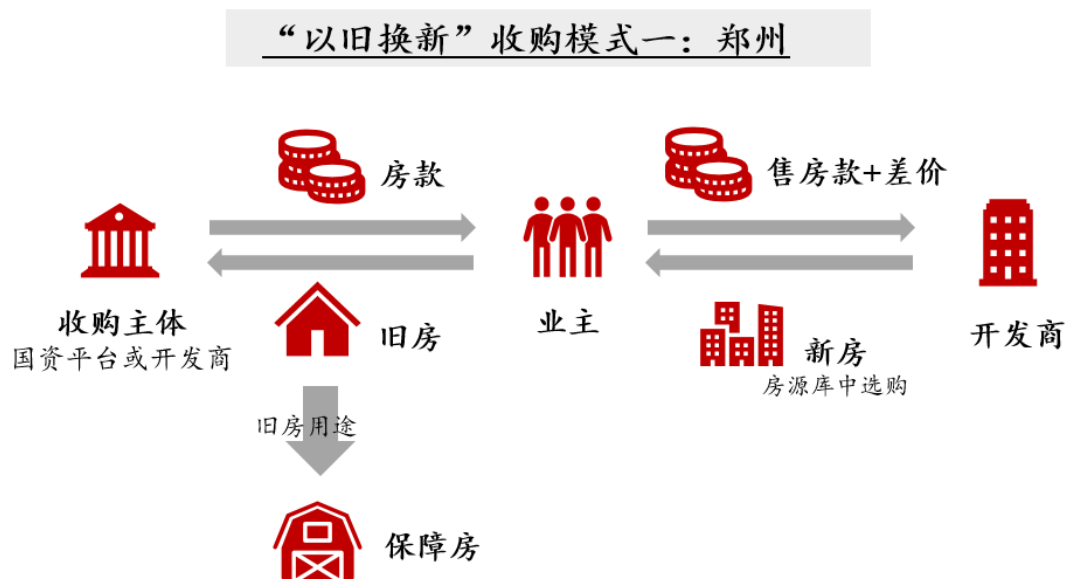 “以旧换新”收购模式一：郑州
房款
售房款+差价
收购主体
国资平台或开发商
旧房
业主
新房
房源库中选购
开发商
旧房用途
保障房